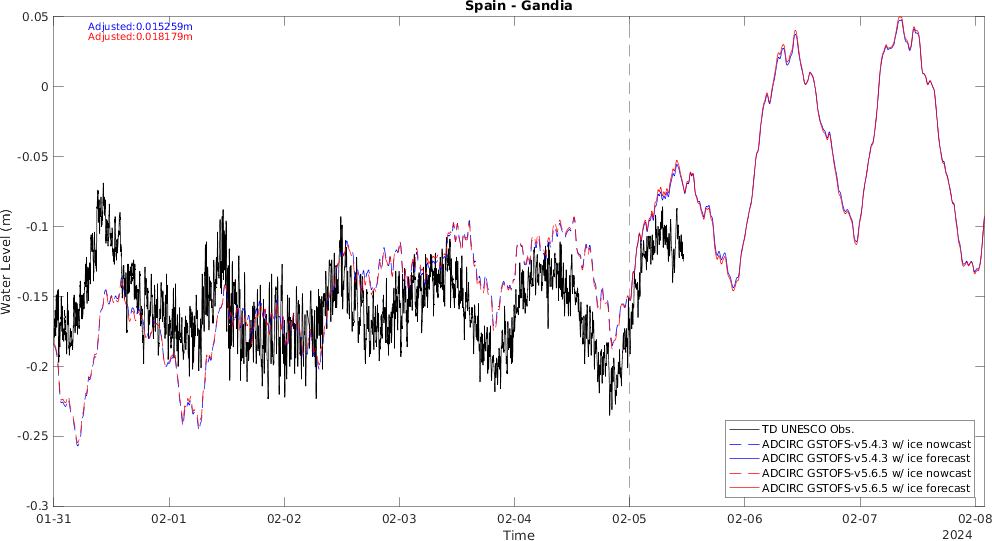 Spain - Gandia
Adjusted:0.015259m
Adjusted:0.018179m
0.05
0
-0.05
-0.1
-0.15
-0.2
-0.25
-0.3
Water Level (m)
TD UNESCO Obs.
ADCIRC GSTOFS-v5.4.3 w/ ice nowcast
ADCIRC GSTOFS-v5.4.3 w/ ice forecast
ADCIRC GSTOFS-v5.6.5 w/ ice nowcast
ADCIRC GSTOFS-v5.6.5 w/ ice forecast
01-31 02-01 02-02 02-03 02-04 02-05 02-06 02-07 02-08
Time
2024